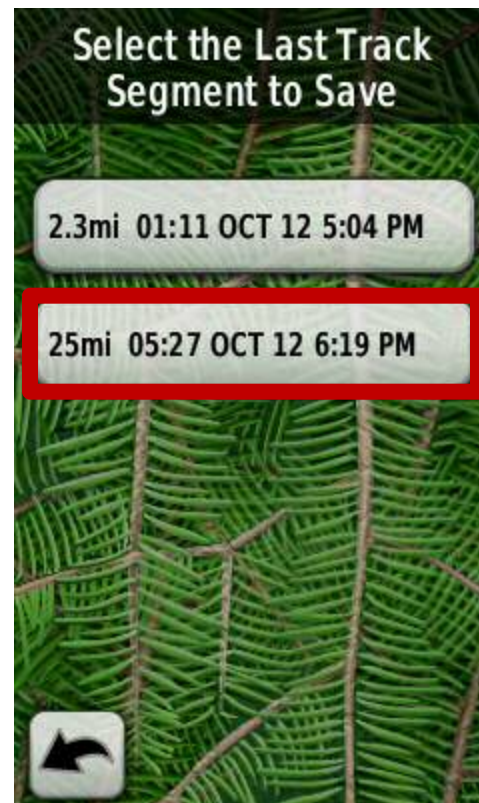 Select the Last Track
Segment to Save
2.3mi 01:11 OCT 12 5:04 PM
25mi 05:27 OCT 12 6:19 PM